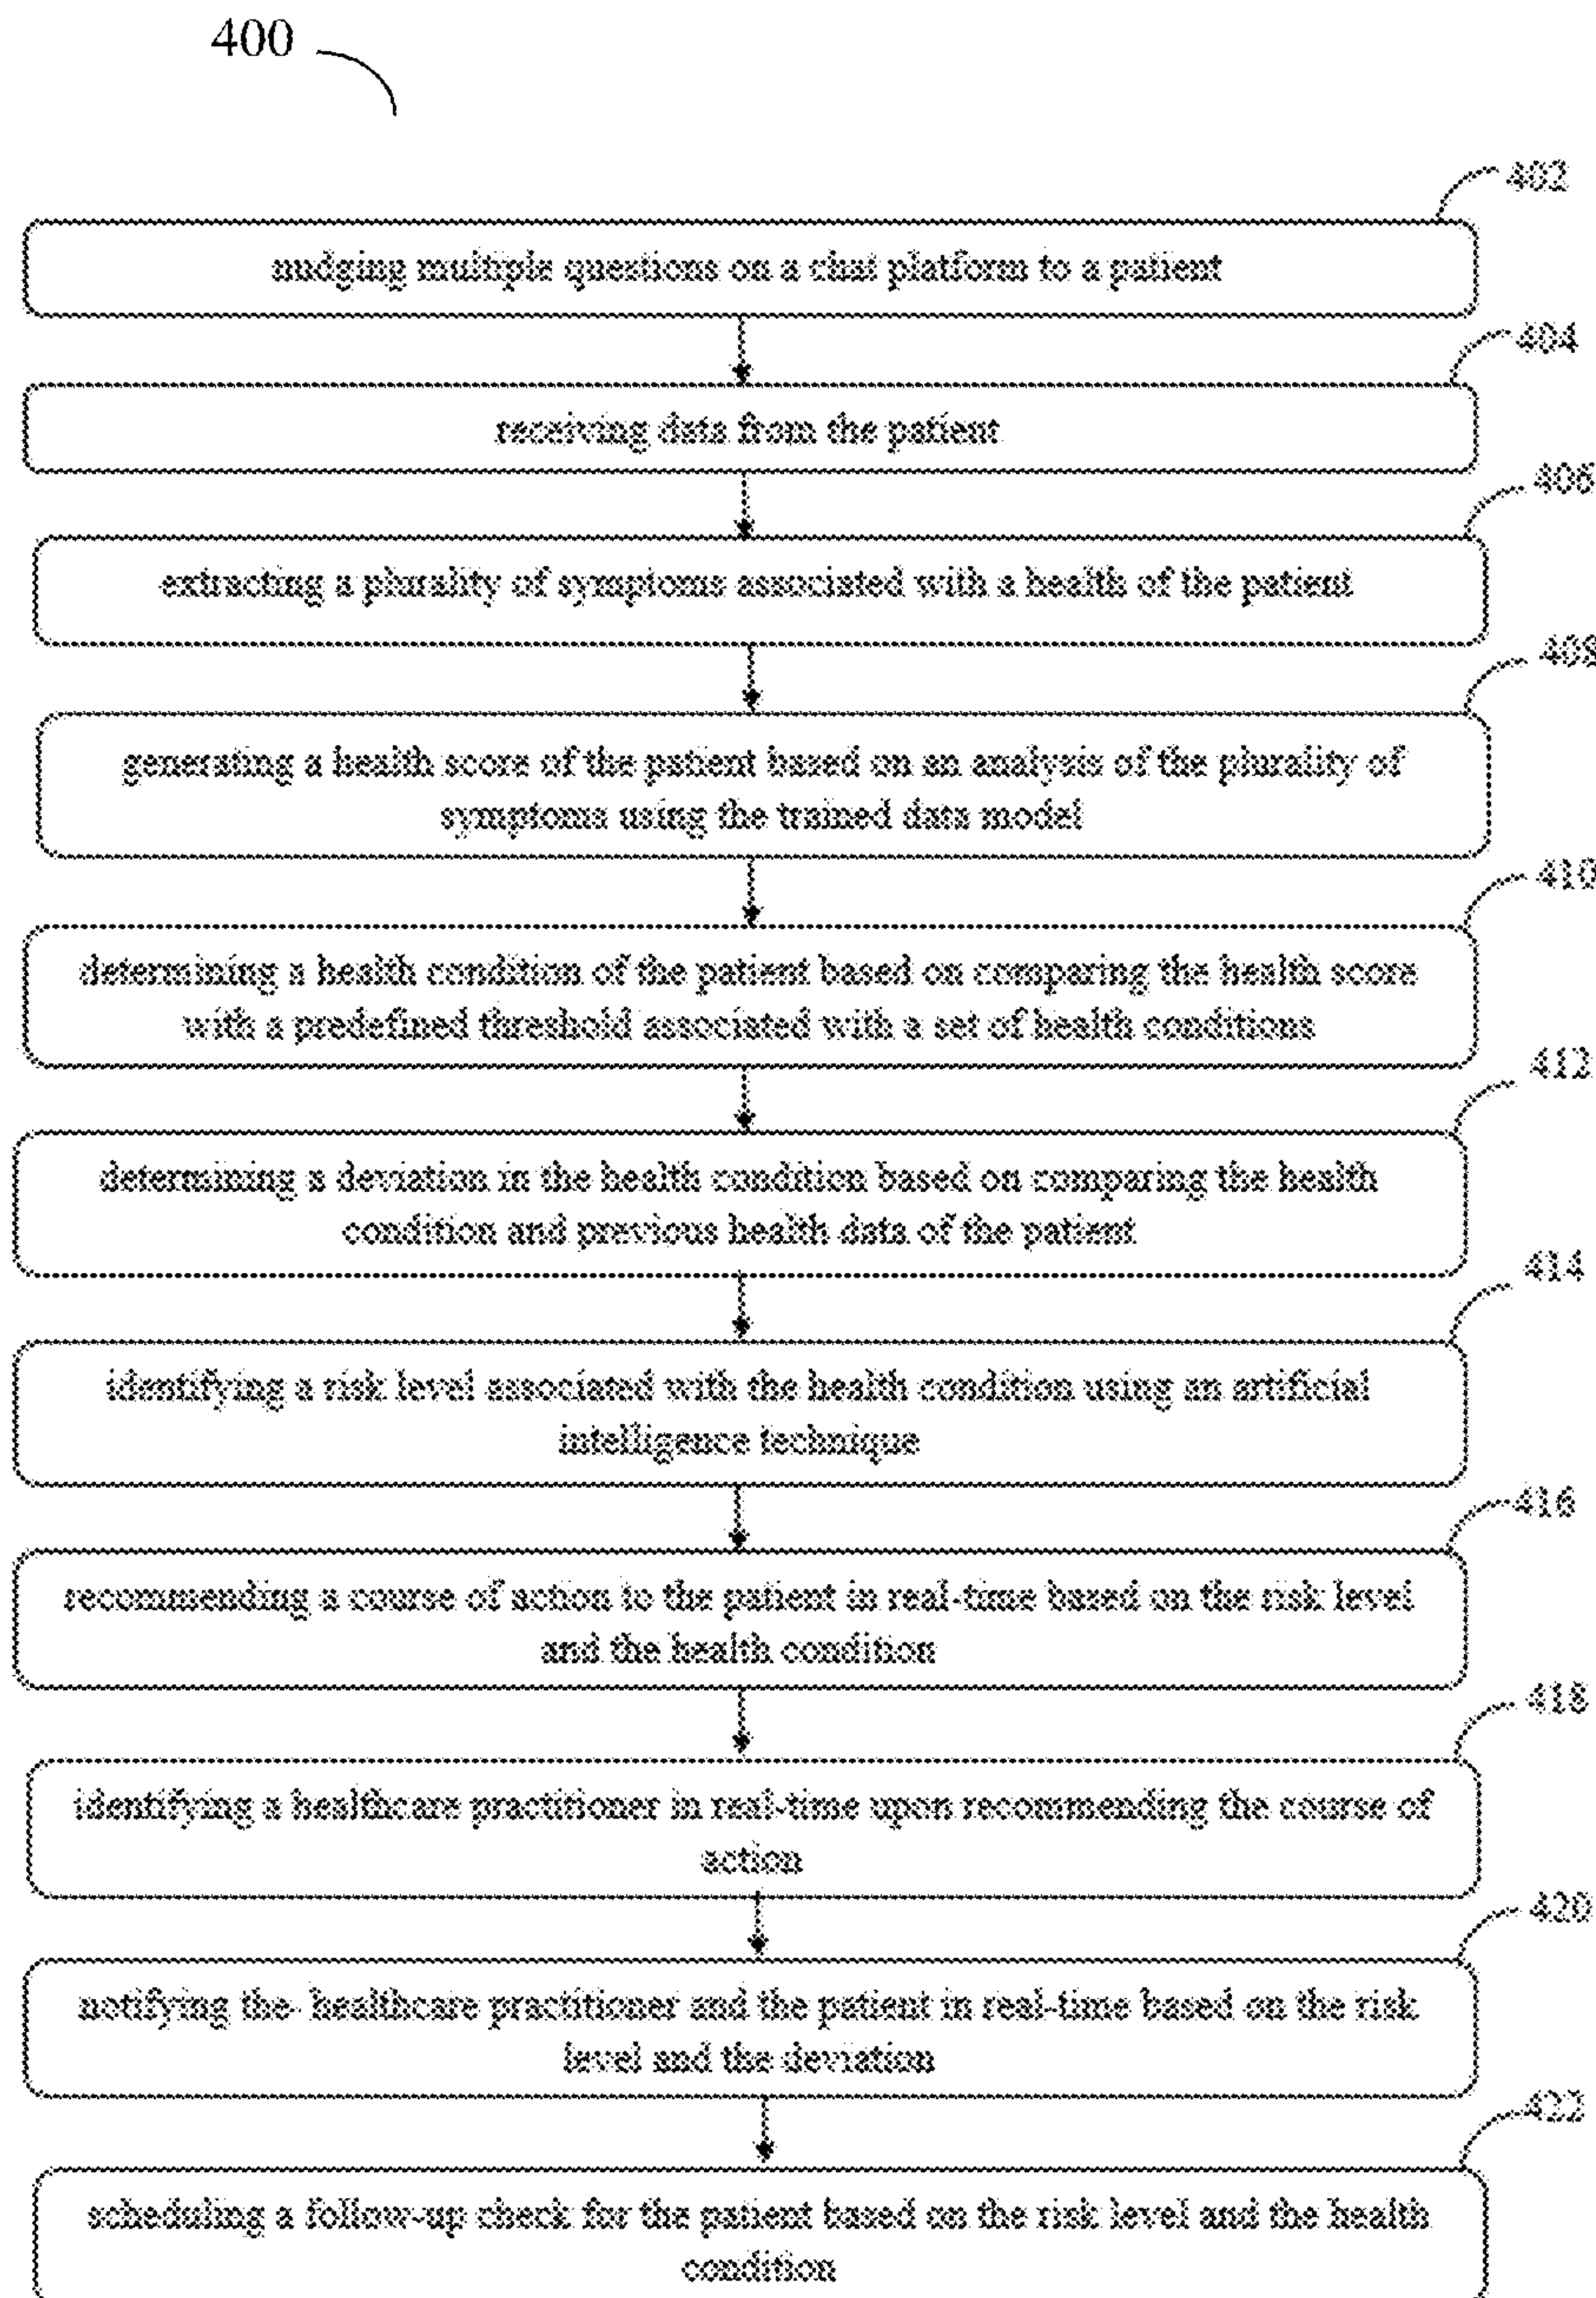 400
402
nudging multiple questions on a chat platform to a patient
404
receiving data from the patient
406
extracting a plurality of symptoms associated with a health of the patient
408
generating a health score of the patient based on an analysis of the plurality of
symptoms using the trained data model
410
determining a health condition of the patient based on comparing the health score
with a predefined threshold associated with a set of health conditions
412
determining a deviation in the health condition based on comparing the health
condition and previous health data of the patient
414
identifying a risk level associated with the health condition using an artificial
intelligence technique
416
recommending a course of action to the patient in real-time based on the risk level
and the health condition
418
identifying a healthcare practitioner in real-time upon recommending the course of
action
420
notifying the- healthcare practitioner and the patient in real-time based on the risk
level and the deviation
422
scheduling a follow-up check for the patient based on the risk level and the health
condition